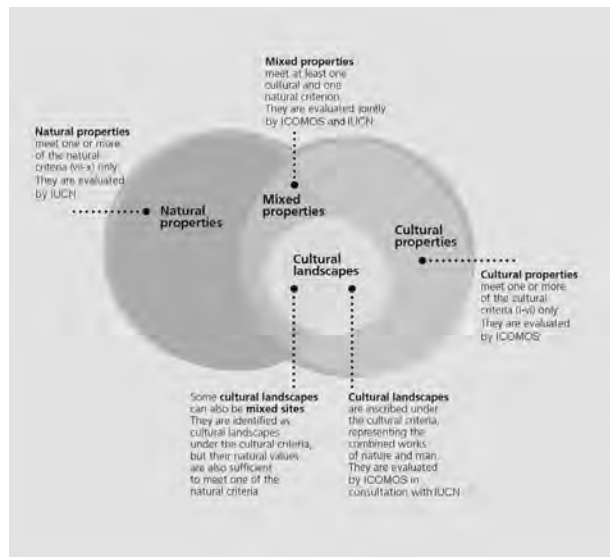 Mixed properties
meet at least one
cultural and one
natural criterion.
They are evaluated jointly
by ICOMOS and IUCN
Natural properties
meet one or more
of the natural
criteria (vii-x) only.
They are evaluated
by IUCN
Natural
properties
Mixed
properties
Cultural
properties
Cultural
landscapes
Cultural properties
meet one or more
of the cultural
criteria (i-vi) only
They are evaluated
by ICOMOS
Some cultural landscapes
can also be mixed sites
They are identified as
cultural landscapes
under the cultural criteria,
but their natural values
are also sufficient
to meet one of the
natural criteria
Cultural landscapes
are inscribed under
the cultural criteria,
representing the
combined works
of nature and man.
They are evaluated
by ICOMOS in
consultation with IUCN